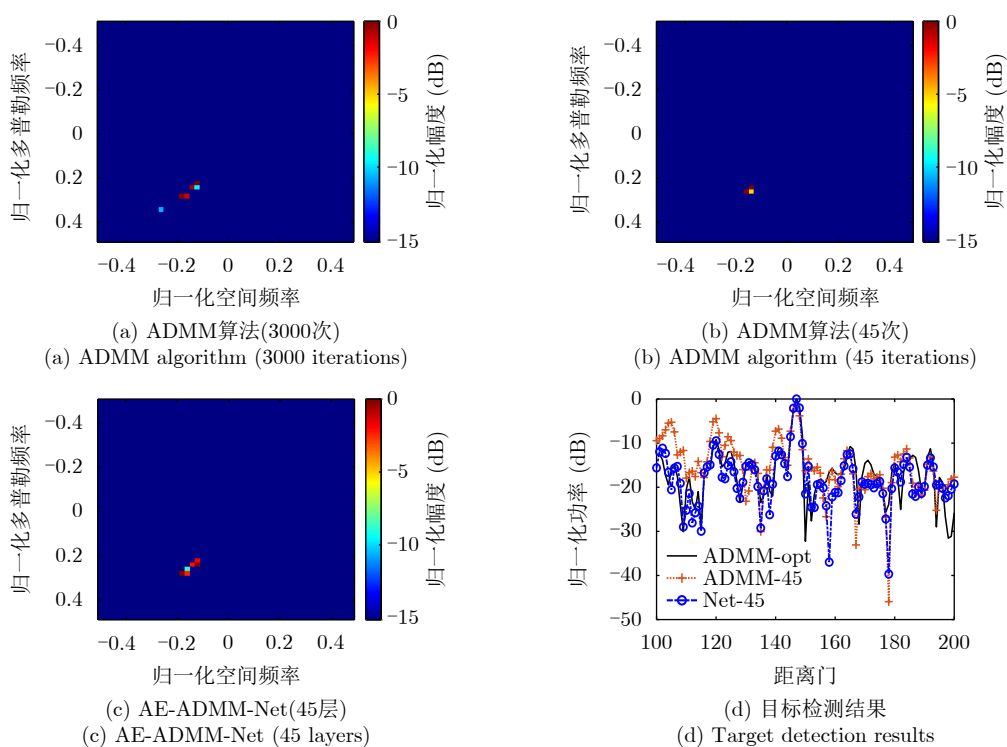 −0.4
−0.2
0
0.2
0.4
归一化多普勒频率
−0.4
−0.2
0
0.2
0.4
归一化空间频率
0
−5
−10
−15
归一化幅度 (dB)
(a) ADMM算法(3000次)
(a) ADMM algorithm (3000 iterations)
−0.4
−0.2
0
0.2
0.4
归一化多普勒频率
−0.4
−0.2
0
0.2
0.4
归一化空间频率
0
−5
−10
−15
归一化幅度 (dB)
(b) ADMM算法(45次)
(b) ADMM algorithm (45 iterations)
−0.4
−0.2
0
0.2
0.4
归一化多普勒频率
−0.4
−0.2
0
0.2
0.4
归一化空间频率
0
−5
−10
−15
归一化幅度 (dB)
(c) AE-ADMM-Net(45层)
(c) AE-ADMM-Net (45 layers)
0
−10
−20
−30
−40
−50
归一化功率 (dB)
ADMM-opt
ADMM-45
Net-45
100
120
140
160
180
200
距离门
(d) 目标检测结果
(d) Target detection results